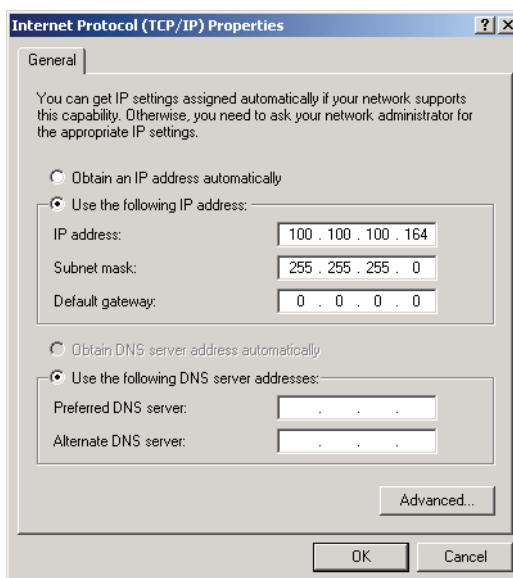 Internet Protocol (TCP/IP) Properties
General
You can get IP settings assigned automatically if your network supports
this capability. Otherwise, you need to ask your network administrator for
the appropriate IP settings.
Obtain an IP address automatically
Use the following IP address:
IP address: 100 . 100 . 100 . 164
Subnet mask: 255 . 255 . 255 . 0
Default gateway: 0 . 0 . 0 . 0
Obtain DNS server address automatically
Use the following DNS server addresses:
Preferred DNS server: . . .
Alternate DNS server: . . .
Advanced...
OK Cancel